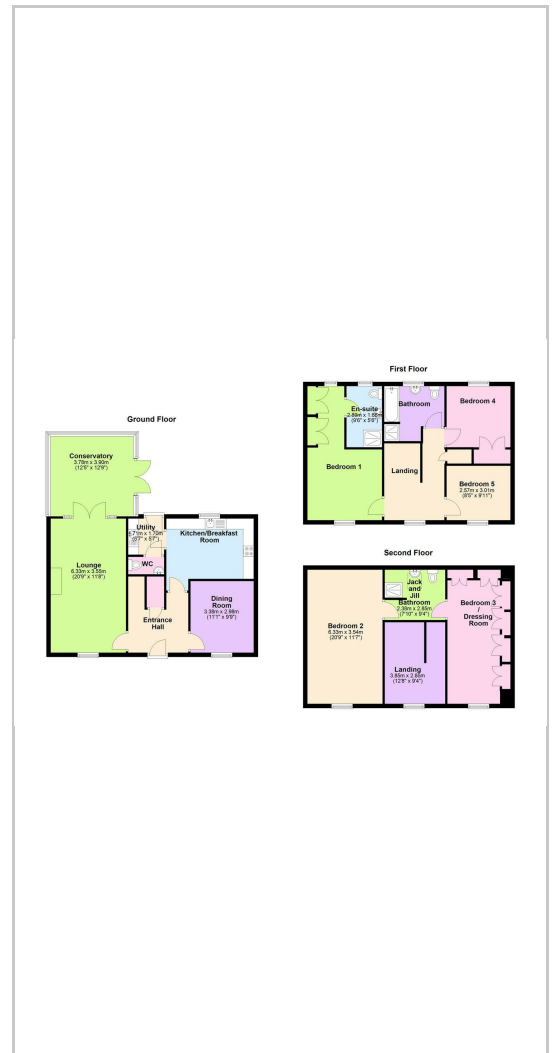 Ground Floor
Conservatory
3.78m x 3.90m
(12'5" x 12'9")
Utility
1.71m x 1.70m
(5'7" x 5'7")
WC
Kitchen/Breakfast
Room
Lounge
6.33m x 3.55m
(20'9" x 11'8")
Dining
Room
3.38m x 2.98m
(11'1" x 9'9")
Entrance
Hall
First Floor
En-suite
2.89m x 1.68m
(9'6" x 5'6")
Bathroom
Bedroom 4
Bedroom 1
Landing
Bedroom 5
2.57m x 3.01m
(8'5" x 9'11")
Second Floor
Jack
and
Jill
Bathroom
2.38m x 2.85m
(7'10" x 9'4")
Bedroom 3
/
Dressing
Room
Bedroom 2
6.33m x 3.54m
(20'9" x 11'7")
Landing
3.85m x 2.85m
(12'8" x 9'4")